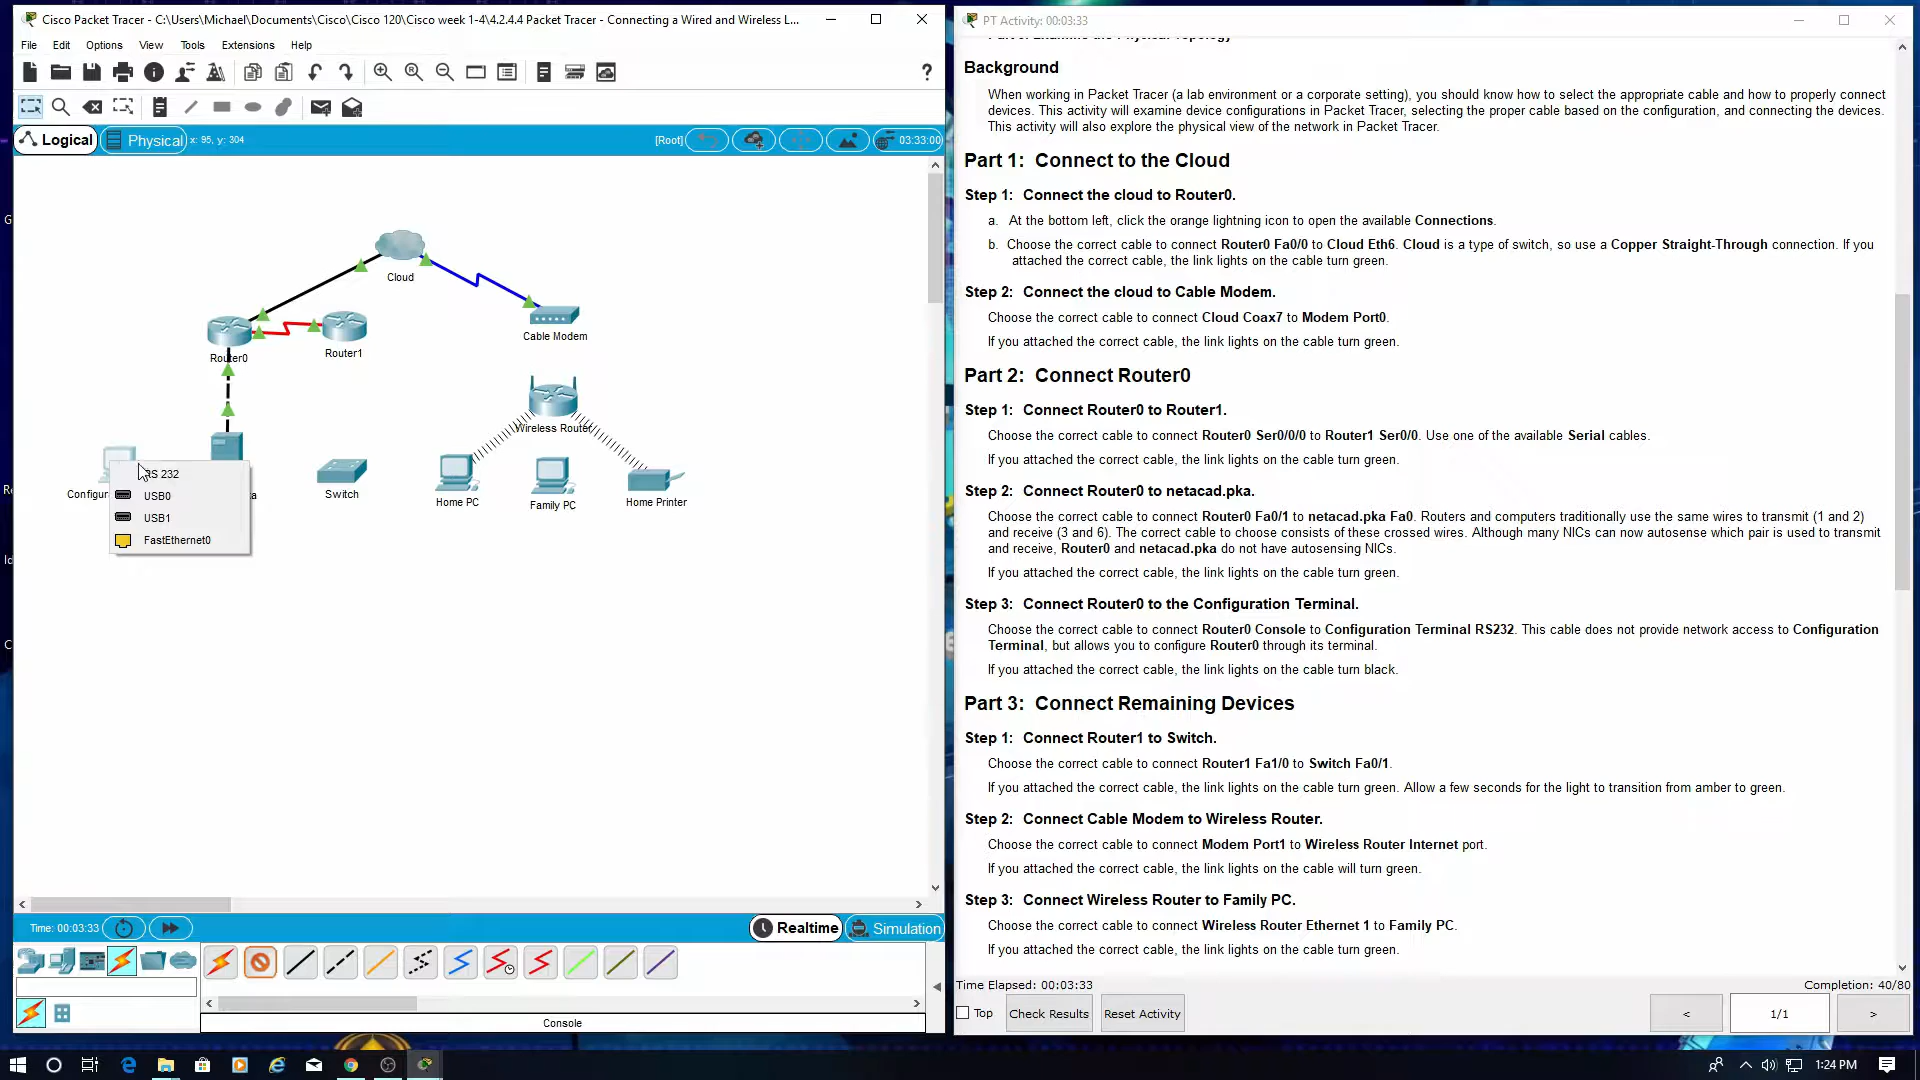 Cisco Packet Tracer - C:\Users\Michael\Documents\Cisco\Cisco 120\Cisco week 1-4\4.2.4.4 Packet Tracer - Connecting a Wired and Wireless L...
File Edit Options View Tools Extensions Help
Logical Physical x: 95, y: 304 [Root] 03:33:00
Cloud
Cable Modem
Router0
Router1
Wireless Router
Configur
RS 232
USB0
USB1
FastEthernet0
Switch
Home PC
Family PC
Home Printer
Time: 00:03:33
Realtime
Simulation
Console
PT Activity: 00:03:33
Background
When working in Packet Tracer (a lab environment or a corporate setting), you should know how to select the appropriate cable and how to properly connect
devices. This activity will examine device configurations in Packet Tracer, selecting the proper cable based on the configuration, and connecting the devices.
This activity will also explore the physical view of the network in Packet Tracer.
Part 1: Connect to the Cloud
Step 1: Connect the cloud to Router0.
a. At the bottom left, click the orange lightning icon to open the available Connections.
b. Choose the correct cable to connect Router0 Fa0/0 to Cloud Eth6. Cloud is a type of switch, so use a Copper Straight-Through connection. If you
attached the correct cable, the link lights on the cable turn green.
Step 2: Connect the cloud to Cable Modem.
Choose the correct cable to connect Cloud Coax7 to Modem Port0.
If you attached the correct cable, the link lights on the cable turn green.
Part 2: Connect Router0
Step 1: Connect Router0 to Router1.
Choose the correct cable to connect Router0 Ser0/0/0 to Router1 Ser0/0. Use one of the available Serial cables.
If you attached the correct cable, the link lights on the cable turn green.
Step 2: Connect Router0 to netacad.pka.
Choose the correct cable to connect Router0 Fa0/1 to netacad.pka Fa0. Routers and computers traditionally use the same wires to transmit (1 and 2)
and receive (3 and 6). The correct cable to choose consists of these crossed wires. Although many NICs can now autosense which pair is used to transmit
and receive, Router0 and netacad.pka do not have autosensing NICs.
If you attached the correct cable, the link lights on the cable turn green.
Step 3: Connect Router0 to the Configuration Terminal.
Choose the correct cable to connect Router0 Console to Configuration Terminal RS232. This cable does not provide network access to Configuration
Terminal, but allows you to configure Router0 through its terminal.
If you attached the correct cable, the link lights on the cable turn black.
Part 3: Connect Remaining Devices
Step 1: Connect Router1 to Switch.
Choose the correct cable to connect Router1 Fa1/0 to Switch Fa0/1.
If you attached the correct cable, the link lights on the cable turn green. Allow a few seconds for the light to transition from amber to green.
Step 2: Connect Cable Modem to Wireless Router.
Choose the correct cable to connect Modem Port1 to Wireless Router Internet port.
If you attached the correct cable, the link lights on the cable will turn green.
Step 3: Connect Wireless Router to Family PC.
Choose the correct cable to connect Wireless Router Ethernet 1 to Family PC.
If you attached the correct cable, the link lights on the cable turn green.
Time Elapsed: 00:03:33 Completion: 40/80
Top Check Results Reset Activity < 1/1 >
1:24 PM